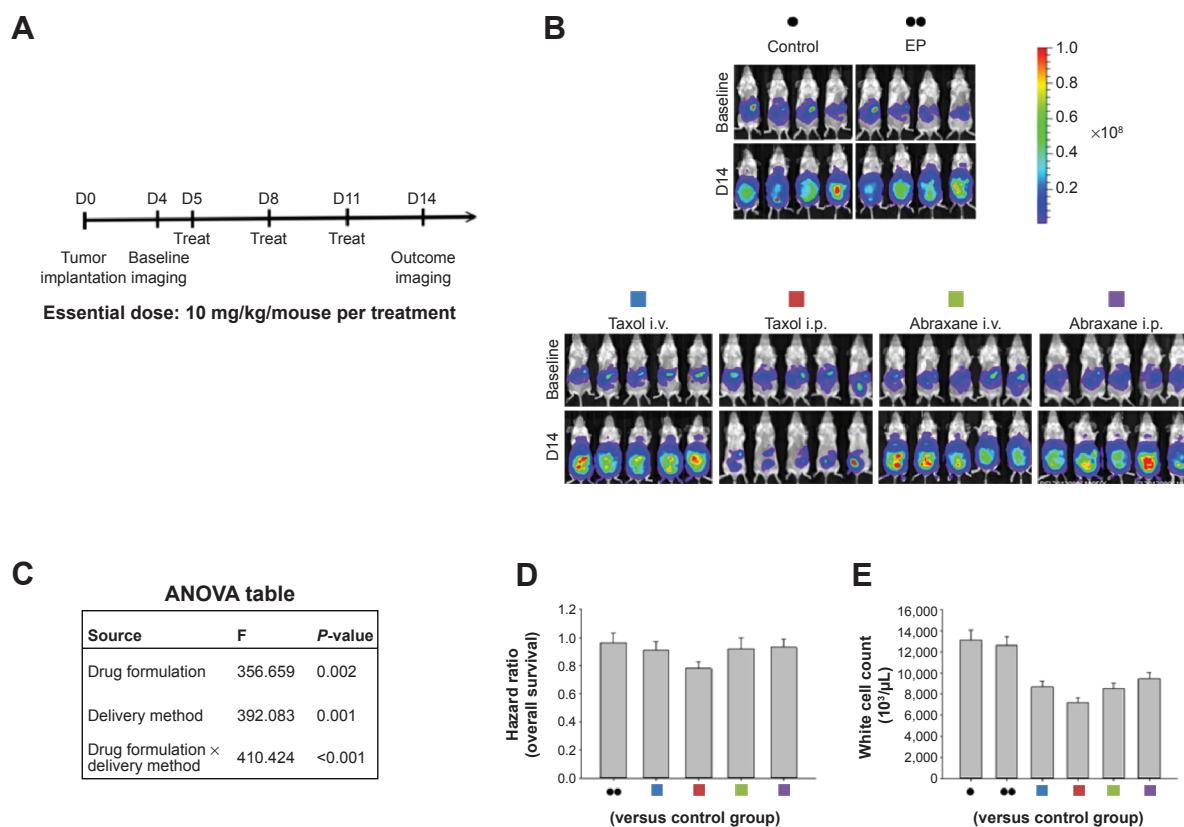 A
D0 D4 D5 D8 D11 D14
Treat Treat Treat
Tumor implantation
Baseline imaging
Outcome imaging
Essential dose: 10 mg/kg/mouse per treatment
B
Control EP
Baseline
D14
1.0
0.8
0.6
0.4
0.2
×10⁸
Taxol i.v. Taxol i.p. Abraxane i.v. Abraxane i.p.
Baseline
D14
C
ANOVA table
Source F P-value
Drug formulation 356.659 0.002
Delivery method 392.083 0.001
Drug formulation ×
delivery method 410.424 <0.001
D
Hazard ratio
(overall survival)
1.2
1.0
0.8
0.6
0.4
0.2
0.0
(versus control group)
E
White cell count
(10³/µL)
16,000
14,000
12,000
10,000
8,000
6,000
4,000
2,000
0
(versus control group)